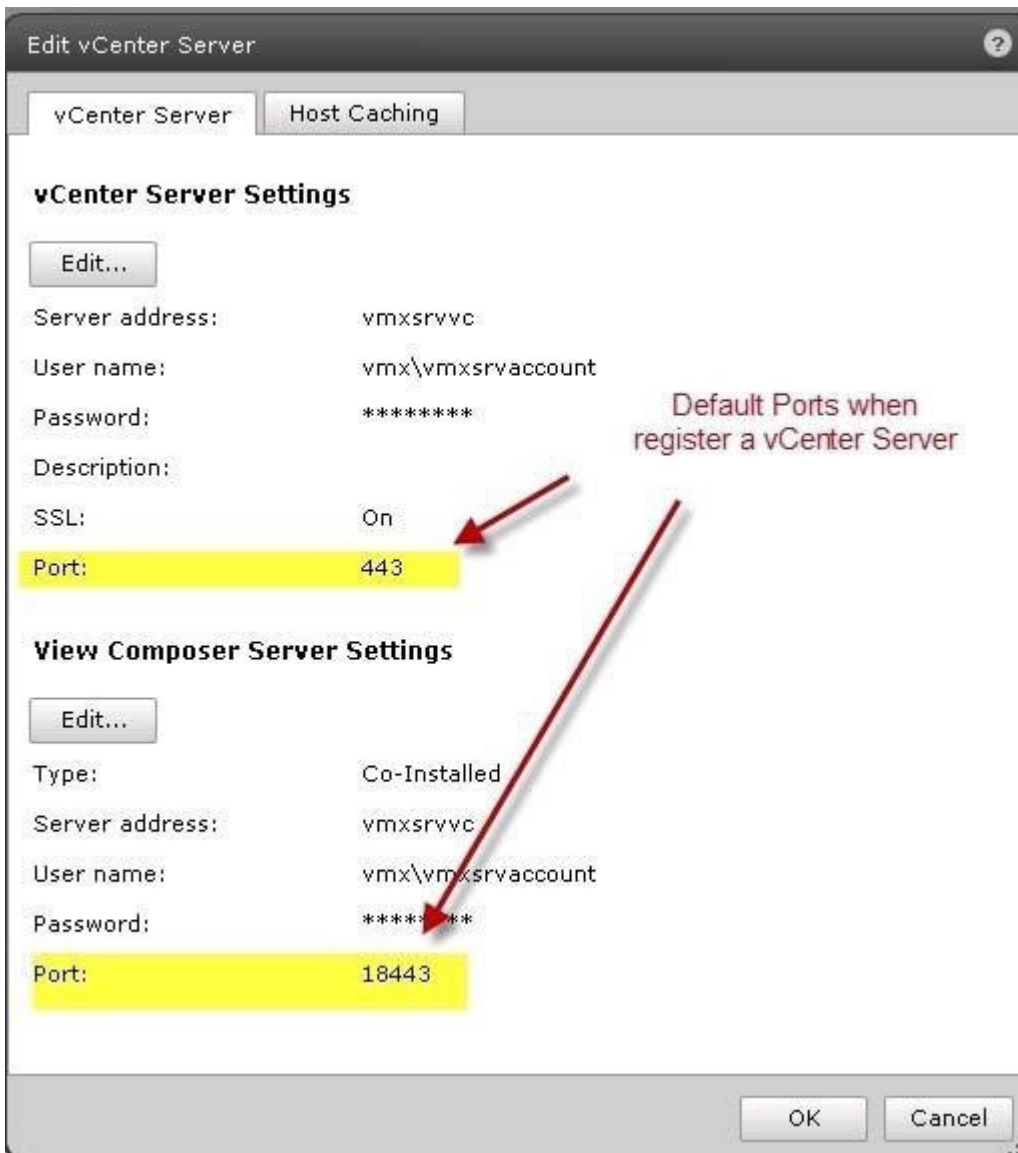 Edit vCenter Server ?
vCenter Server Host Caching
vCenter Server Settings
Edit...
Server address: vmxsrvvc
User name: vmx\vmxsrvaccount
Password: ********
Default Ports when
register a vCenter Server
Description:
SSL: On
Port: 443
View Composer Server Settings
Edit...
Type: Co-Installed
Server address: vmxsrvvc
User name: vmx\vmxsrvaccount
Password: ********
Port: 18443
OK Cancel